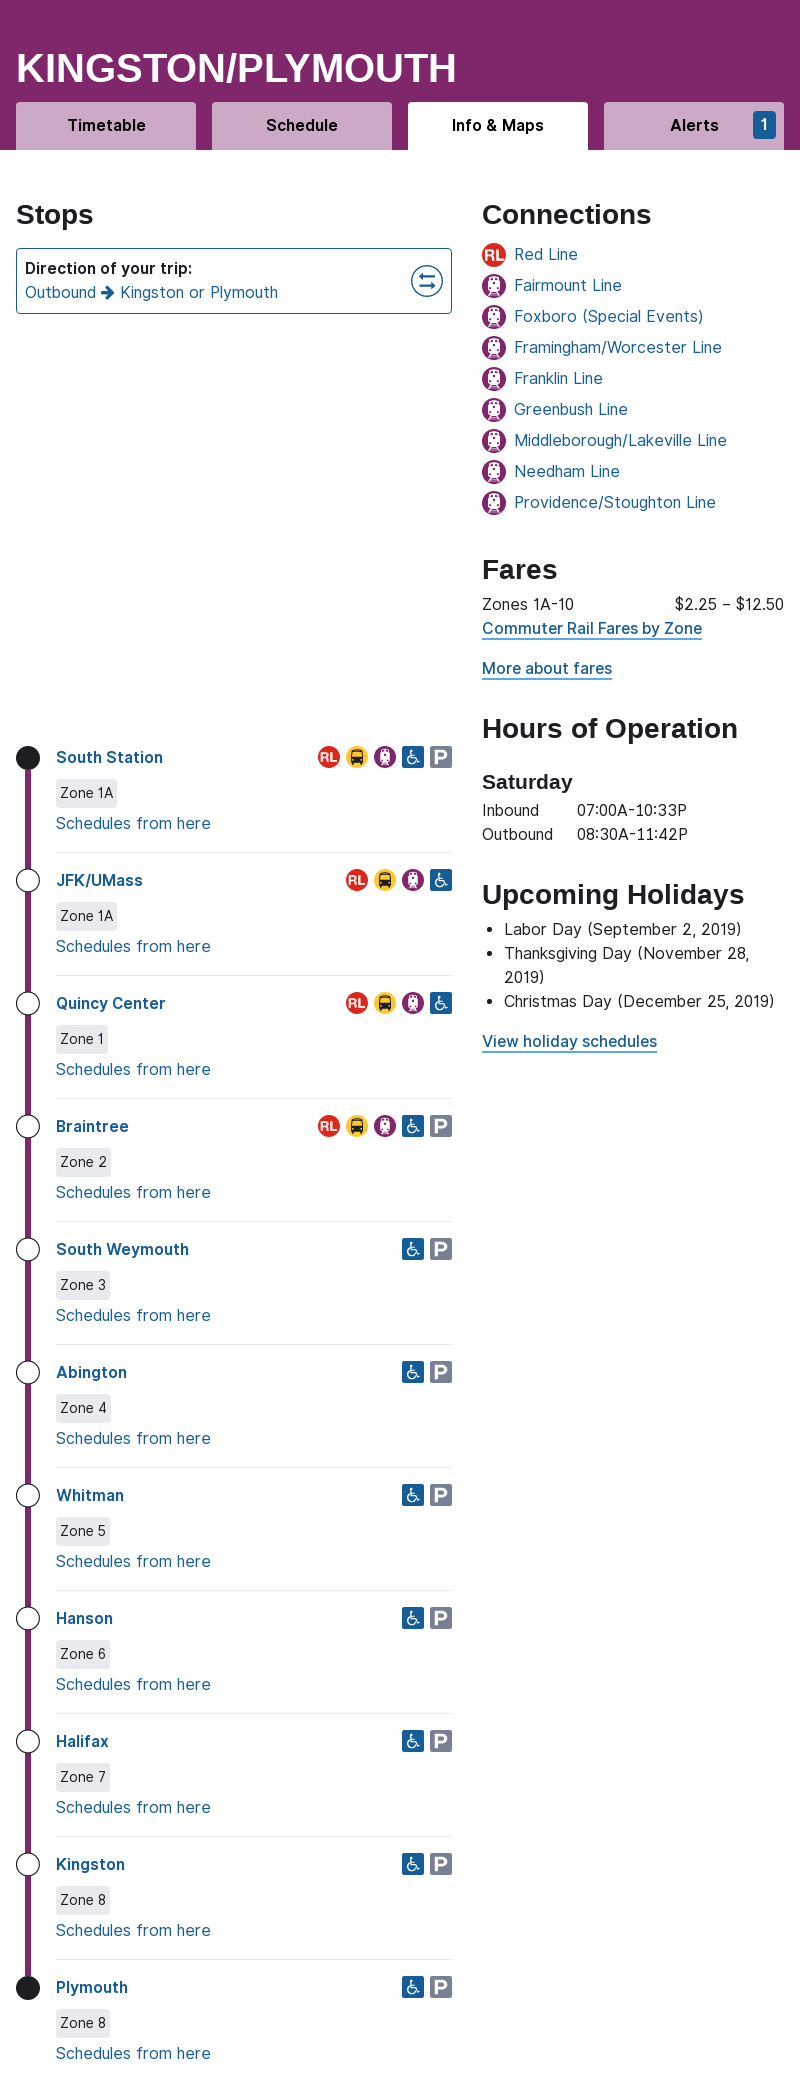 KINGSTON/PLYMOUTH
Timetable
Schedule
Info & Maps
Alerts
1
Stops
Direction of your trip:
Outbound Kingston or Plymouth
South Station
RL
P
Zone 1A
Schedules from here
JFK/UMass
RL
Zone 1A
Schedules from here
Quincy Center
RL
Zone 1
Schedules from here
Braintree
RL
P
Zone 2
Schedules from here
South Weymouth
P
Zone 3
Schedules from here
Abington
P
Zone 4
Schedules from here
Whitman
P
Zone 5
Schedules from here
Hanson
P
Zone 6
Schedules from here
Halifax
P
Zone 7
Schedules from here
Kingston
P
Zone 8
Schedules from here
Plymouth
P
Zone 8
Schedules from here
Connections
RL Red Line
Fairmount Line
Foxboro (Special Events)
Framingham/Worcester Line
Franklin Line
Greenbush Line
Middleborough/Lakeville Line
Needham Line
Providence/Stoughton Line
Fares
Zones 1A-10 $2.25 – $12.50
Commuter Rail Fares by Zone
More about fares
Hours of Operation
Saturday
Inbound 07:00A-10:33P
Outbound 08:30A-11:42P
Upcoming Holidays
• Labor Day (September 2, 2019)
• Thanksgiving Day (November 28,
2019)
• Christmas Day (December 25, 2019)
View holiday schedules